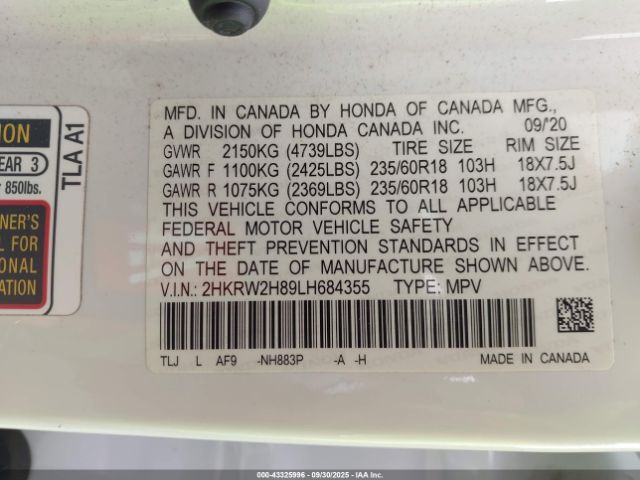 ION
EAR 3
850lbs.
NER'S
L FOR
ONAL
ATION
TLA A1
MFD. IN CANADA BY HONDA OF CANADA MFG.,
A DIVISION OF HONDA CANADA INC. 09/'20
GVWR 2150KG (4739LBS) TIRE SIZE RIM SIZE
GAWR F 1100KG (2425LBS) 235/60R18 103H 18X7.5J
GAWR R 1075KG (2369LBS) 235/60R18 103H 18X7.5J
THIS VEHICLE CONFORMS TO ALL APPLICABLE
FEDERAL MOTOR VEHICLE SAFETY
AND THEFT PREVENTION STANDARDS IN EFFECT
ON THE DATE OF MANUFACTURE SHOWN ABOVE.
V.I.N.: 2HKRW2H89LH684355 TYPE: MPV
TLJ L AF9 -NH883P -A -H MADE IN CANADA
000-43325996 - 09/30/2025 - IAA Inc.